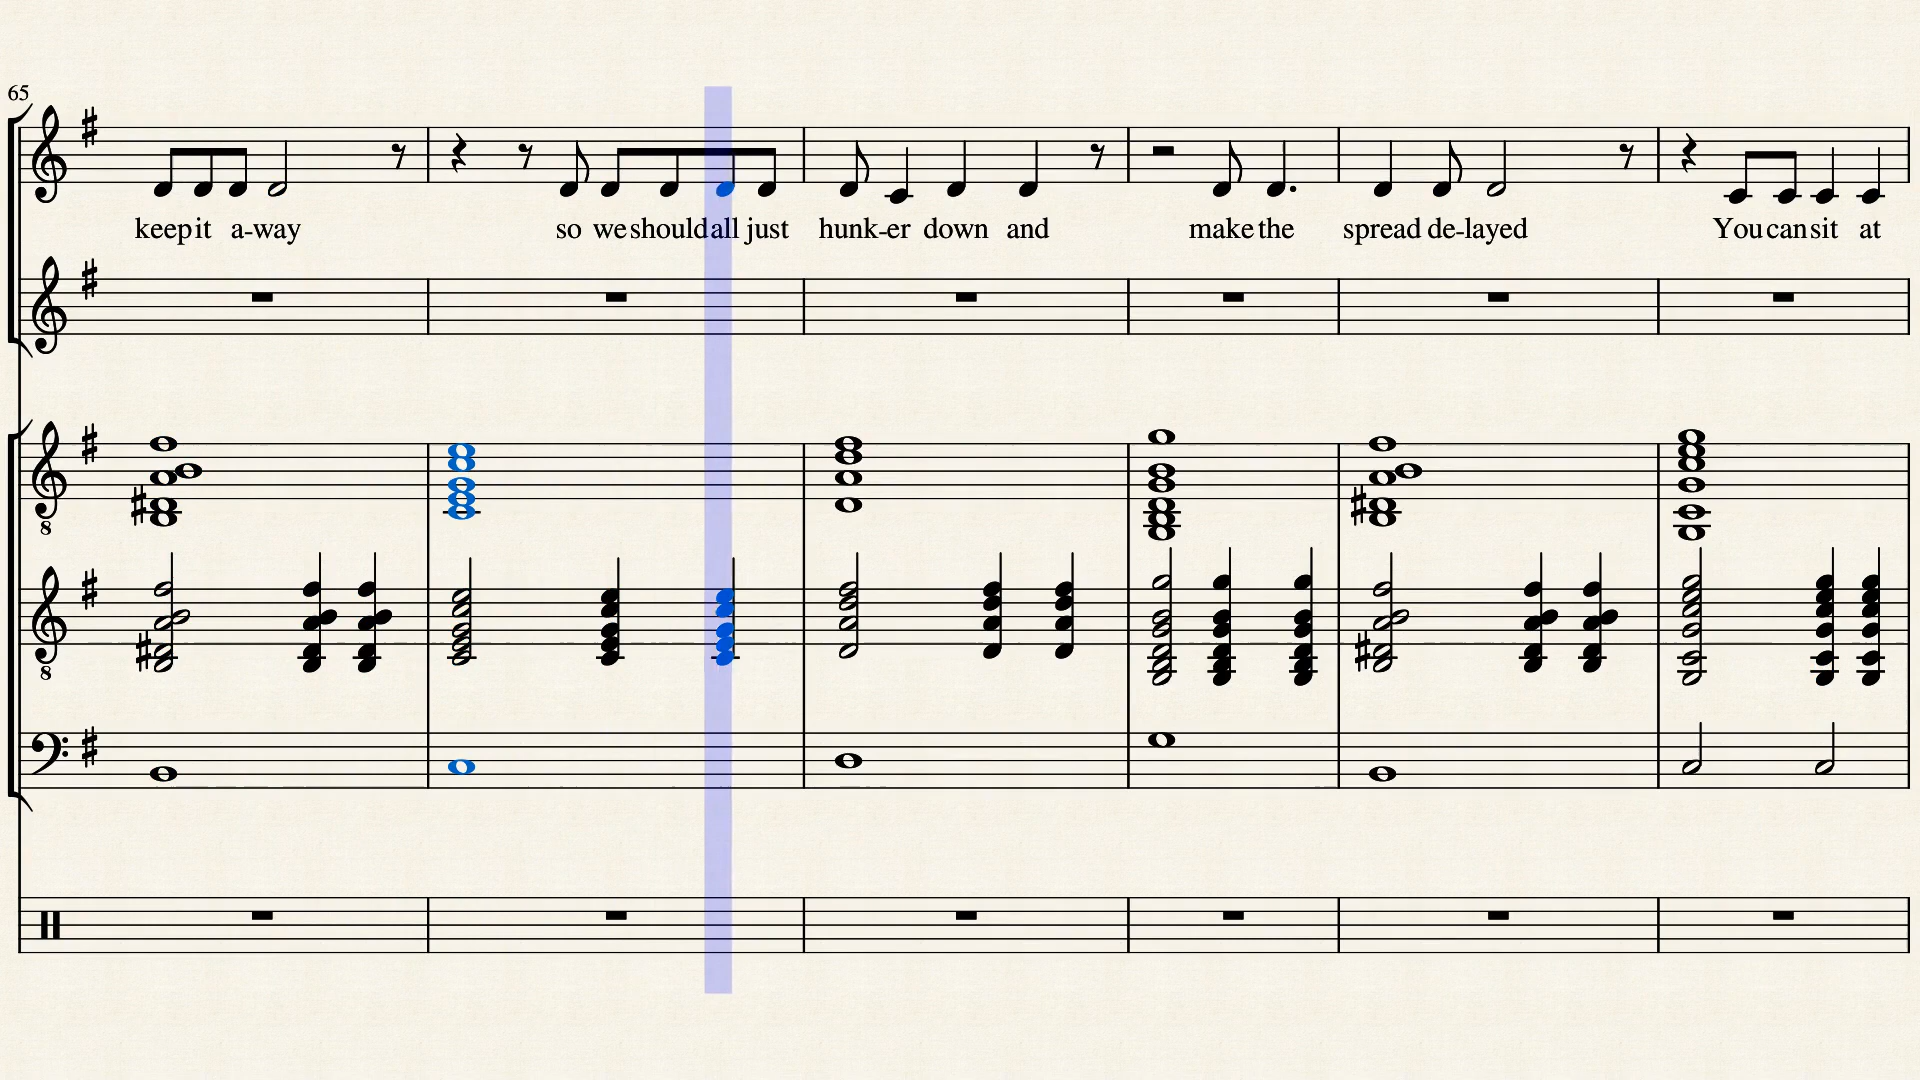 65
keep it a-way so we should all just hunk-er down and make the spread de-layed You can sit at
8
8